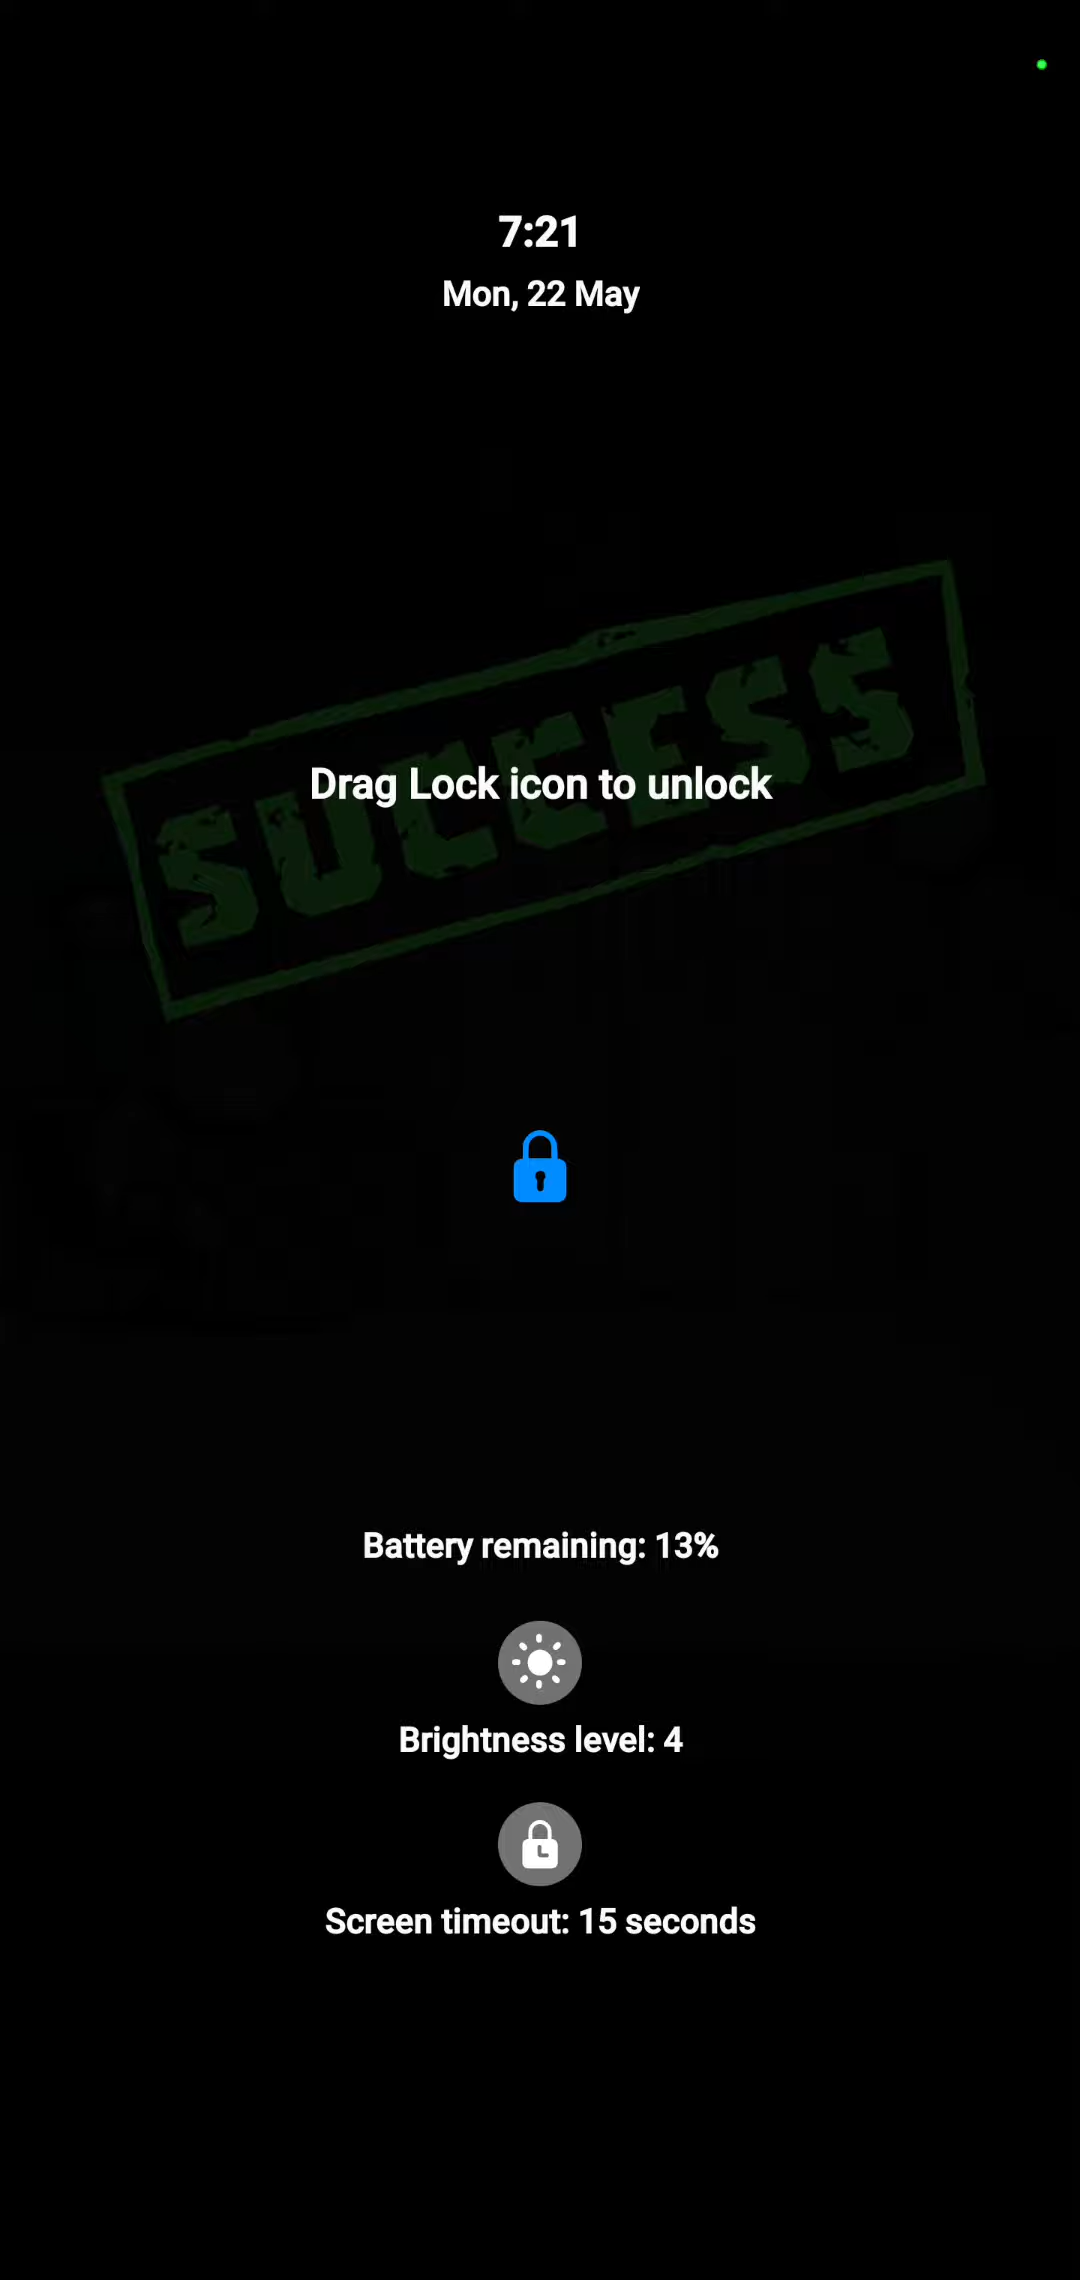 7:21
Mon, 22 May
SUCCESS
Drag Lock icon to unlock
Battery remaining: 13%
Brightness level: 4
Screen timeout: 15 seconds